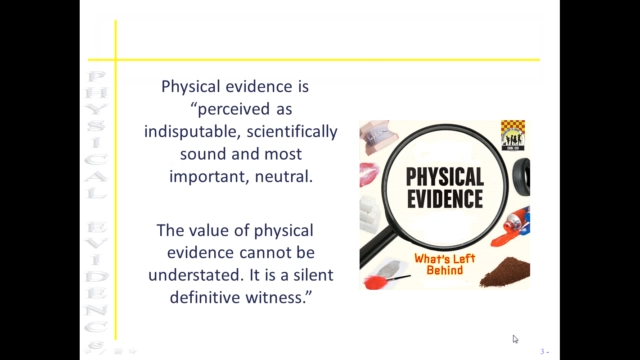 PHYSICAL EVIDENCE
Physical evidence is
“perceived as
indisputable, scientifically
sound and most
important, neutral.
The value of physical
evidence cannot be
understated. It is a silent
definitive witness.”
PHYSICAL
EVIDENCE
What's Left
Behind
3 -